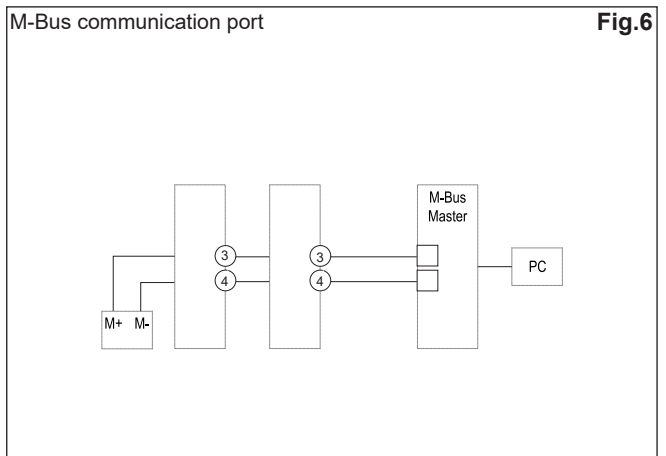 M-Bus communication port
Fig.6
M-Bus
Master
3
3
PC
4
4
M+ M-